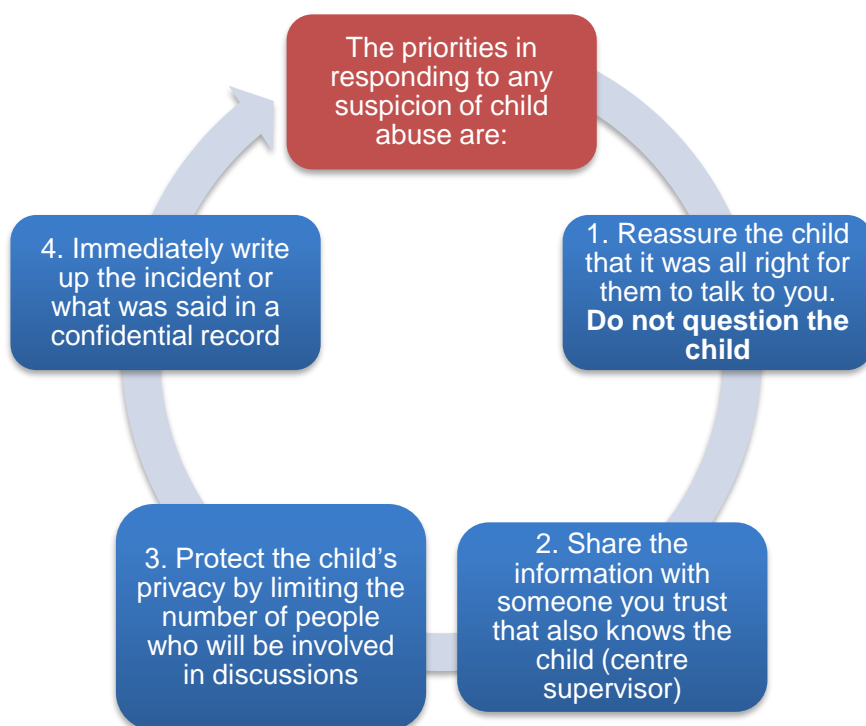 The priorities in
responding to any
suspicion of child
abuse are:
1. Reassure the child
that it was all right for
them to talk to you.
Do not question the
child
2. Share the
information with
someone you trust
that also knows the
child (centre
supervisor)
3. Protect the child’s
privacy by limiting the
number of people
who will be involved
in discussions
4. Immediately write
up the incident or
what was said in a
confidential record